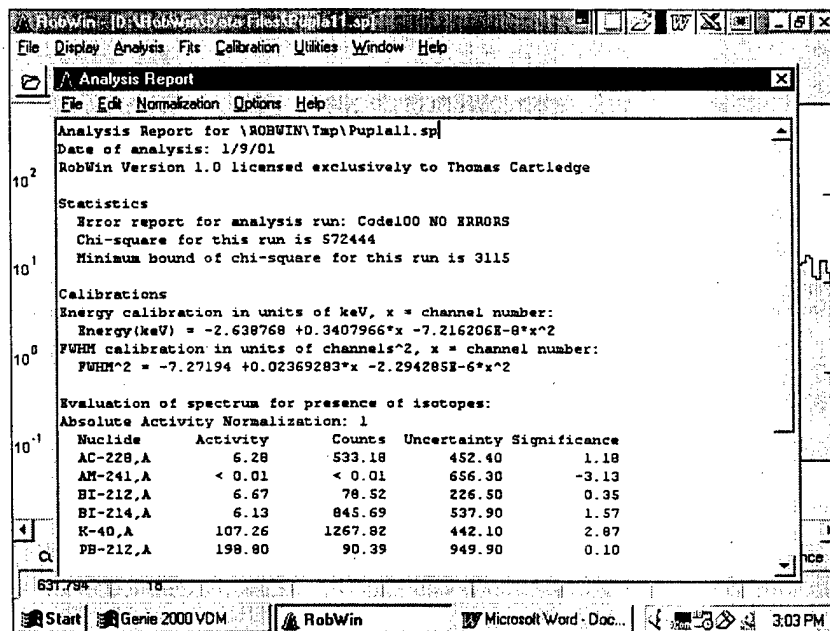 RobWin - [D:\RobWin\Data Files\Pupla11.sp]
File Display Analysis Fits Calibration Utilities Window Help
Analysis Report
File Edit Normalization Options Help
Analysis Report for \ROBWIN\Tmp\Pupla11.sp
Date of analysis: 1/9/01
RobWin Version 1.0 licensed exclusively to Thomas Cartledge
10^2
Statistics
Error report for analysis run: Code100 NO ERRORS
Chi-square for this run is 572444
10^1
Minimum bound of chi-square for this run is 3115
Calibrations
Energy calibration in units of keV, x = channel number:
Energy(keV) = -2.638768 +0.3407966*x -7.216206E-8*x^2
10^0
FWHM calibration in units of channels^2, x = channel number:
FWHM^2 = -7.27194 +0.02369283*x -2.294285E-6*x^2
Evaluation of spectrum for presence of isotopes:
Absolute Activity Normalization: 1
10^-1
Nuclide Activity Counts Uncertainty Significance
AC-228,A 6.28 533.18 452.40 1.18
AM-241,A < 0.01 < 0.01 656.30 -3.13
BI-212,A 6.67 78.52 226.50 0.35
BI-214,A 6.13 845.69 537.90 1.57
K-40,A 107.26 1267.82 442.10 2.87
PB-212,A 198.80 90.39 949.90 0.10
631.794 18
Start Genie 2000 VDM RobWin Microsoft Word - Doc... 3:03 PM